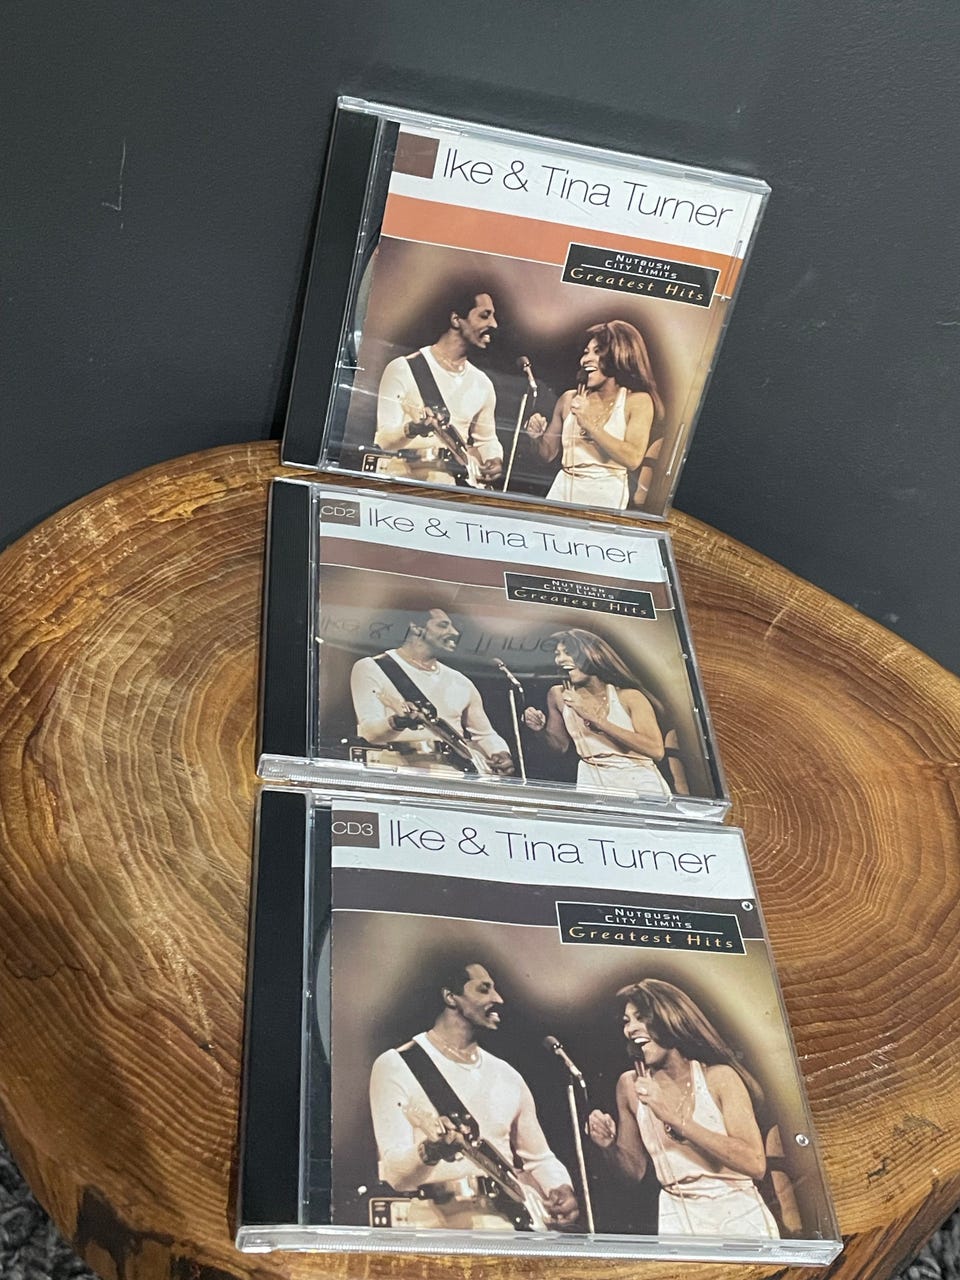 Ike & Tina Turner
NUTBUSH
CITY LIMITS
Greatest Hits
CD2
Ike & Tina Turner
NUTBUSH
CITY LIMITS
Greatest Hits
CD3
Ike & Tina Turner
NUTBUSH
CITY LIMITS
Greatest Hits